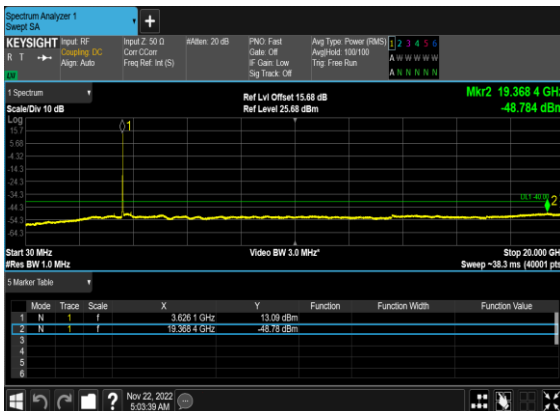 Spectrum Analyzer 1
Swept SA
KEYSIGHT Input: RF Input Z: 50 Ω #Atten: 20 dB PNO: Fast Avg Type: Power (RMS) 1 2 3 4 5 6
R T Coupling: DC Corr CCorr Gate: Off Avg|Hold: 100/100 A W W W W W
Align: Auto Freq Ref: Int (S) IF Gain: Low Trig: Free Run
Sig Track: Off A N N N N N
1 Spectrum
Ref Lvl Offset 15.68 dB Mkr2 19.368 4 GHz
Scale/Div 10 dB Ref Level 25.68 dBm -48.784 dBm
Log
15.7
5.68
-4.32
-14.3
-24.3
-34.3
-44.3
-54.3
-64.3
1
DL1 -40.00
2
Start 30 MHz Video BW 3.0 MHz* Stop 20.000 GHz
#Res BW 1.0 MHz Sweep ~38.3 ms (40001 pts)
5 Marker Table
Mode Trace Scale X Y Function Function Width Function Value
1 N 1 f 3.626 1 GHz 13.09 dBm
2 N 1 f 19.368 4 GHz -48.78 dBm
3
4
5
6
? Nov 22, 2022
5:03:39 AM